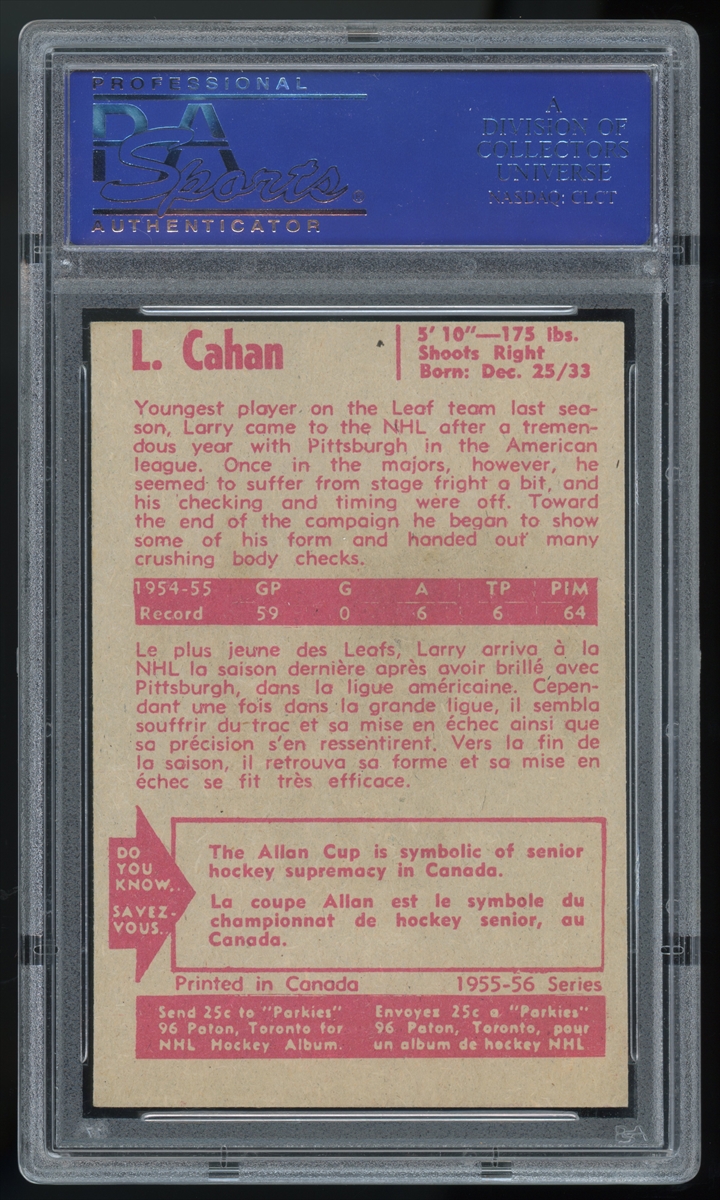 PROFESSIONAL
PSA
Sports®
AUTHENTICATOR
A
DIVISION OF
COLLECTORS
UNIVERSE
NASDAQ: CLCT
L. Cahan
5' 10"—175 lbs.
Shoots Right
Born: Dec. 25/33
Youngest player on the Leaf team last sea-
son, Larry came to the NHL after a tremen-
dous year with Pittsburgh in the American
league. Once in the majors, however, he
seemed to suffer from stage fright a bit, and
his checking and timing were off. Toward
the end of the campaign he began to show
some of his form and handed out many
crushing body checks.
1954-55 GP G A TP PIM
Record 59 0 6 6 64
Le plus jeune des Leafs, Larry arriva à la
NHL la saison dernière après avoir brillé avec
Pittsburgh, dans la ligue américaine. Cépen-
dant une fois dans la grande ligue, il sembla
souffrir du trac et sa mise en échec ainsi que
sa précision s'en ressentirent. Vers la fin de
la saison, il retrouva sa forme et sa mise en
échec se fit très efficace.
DO
YOU
KNOW..
SAVEZ-
VOUS..
The Allan Cup is symbolic of senior
hockey supremacy in Canada.
La coupe Allan est le symbole du
championnat de hockey senior, au
Canada.
Printed in Canada 1955-56 Series
Send 25c to "Parkies"
96 Paton, Toronto for
NHL Hockey Album.
Envoyez 25c a "Parkies"
96 Paton, Toronto, pour
un album de hockey NHL
PSA